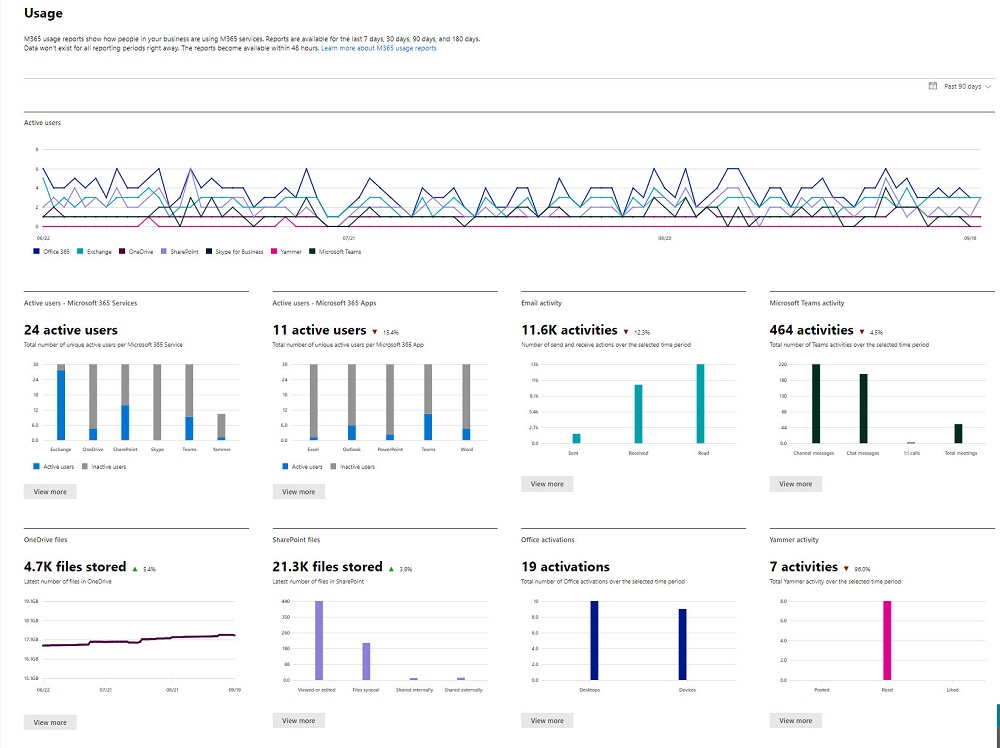 Usage
M365 usage reports show how people in your business are using M365 services. Reports are available for the last 7 days, 30 days, 90 days, and 180 days.
Data won't exist for all reporting periods right away. The reports become available within 48 hours. Learn more about M365 usage reports
Past 90 days
Active users
8
6
4
2
0
06/22 07/21 08/20 09/18
Office 365 Exchange OneDrive SharePoint Skype for Business Yammer Microsoft Teams
Active users - Microsoft 365 Services
24 active users
Total number of unique active users per Microsoft 365 Service
30
24
18
12
6.0
0.0
Exchange OneDrive SharePoint Skype Teams Yammer
Active users Inactive users
View more
Active users - Microsoft 365 Apps
11 active users 15.4%
Total number of unique active users per Microsoft 365 App
30
24
18
12
6.0
0.0
Excel Outlook PowerPoint Teams Word
Active users Inactive users
View more
Email activity
11.6K activities 12.3%
Number of send and receive actions over the selected time period
11k
8.1k
5.4k
2.7k
0.0
Sent Received Read
View more
Microsoft Teams activity
464 activities 4.5%
Number of Teams activities over the selected time period
220
130
88
44
0.0
Channel messages Chat messages 1:1 calls Total meetings
View more
OneDrive files
4.7K files stored 5.4%
Latest number of files in OneDrive
19.1GB
18.1GB
17.1GB
16.1GB
15.1GB
06/22 07/21 08/21 09/19
View more
SharePoint files
21.3K files stored 3.8%
Latest number of files in SharePoint
440
350
260
180
88
0.0
Viewed or edited Files synced Shared internally Shared externally
View more
Office activations
19 activations
Total number of Office activations over the selected time period
10
8.0
6.0
4.0
2.0
0.0
Desktops Devices
View more
Yammer activity
7 activities 96.0%
Total Yammer activity over the selected time period
8.0
6.0
4.0
2.0
0.0
Posted Read Liked
View more